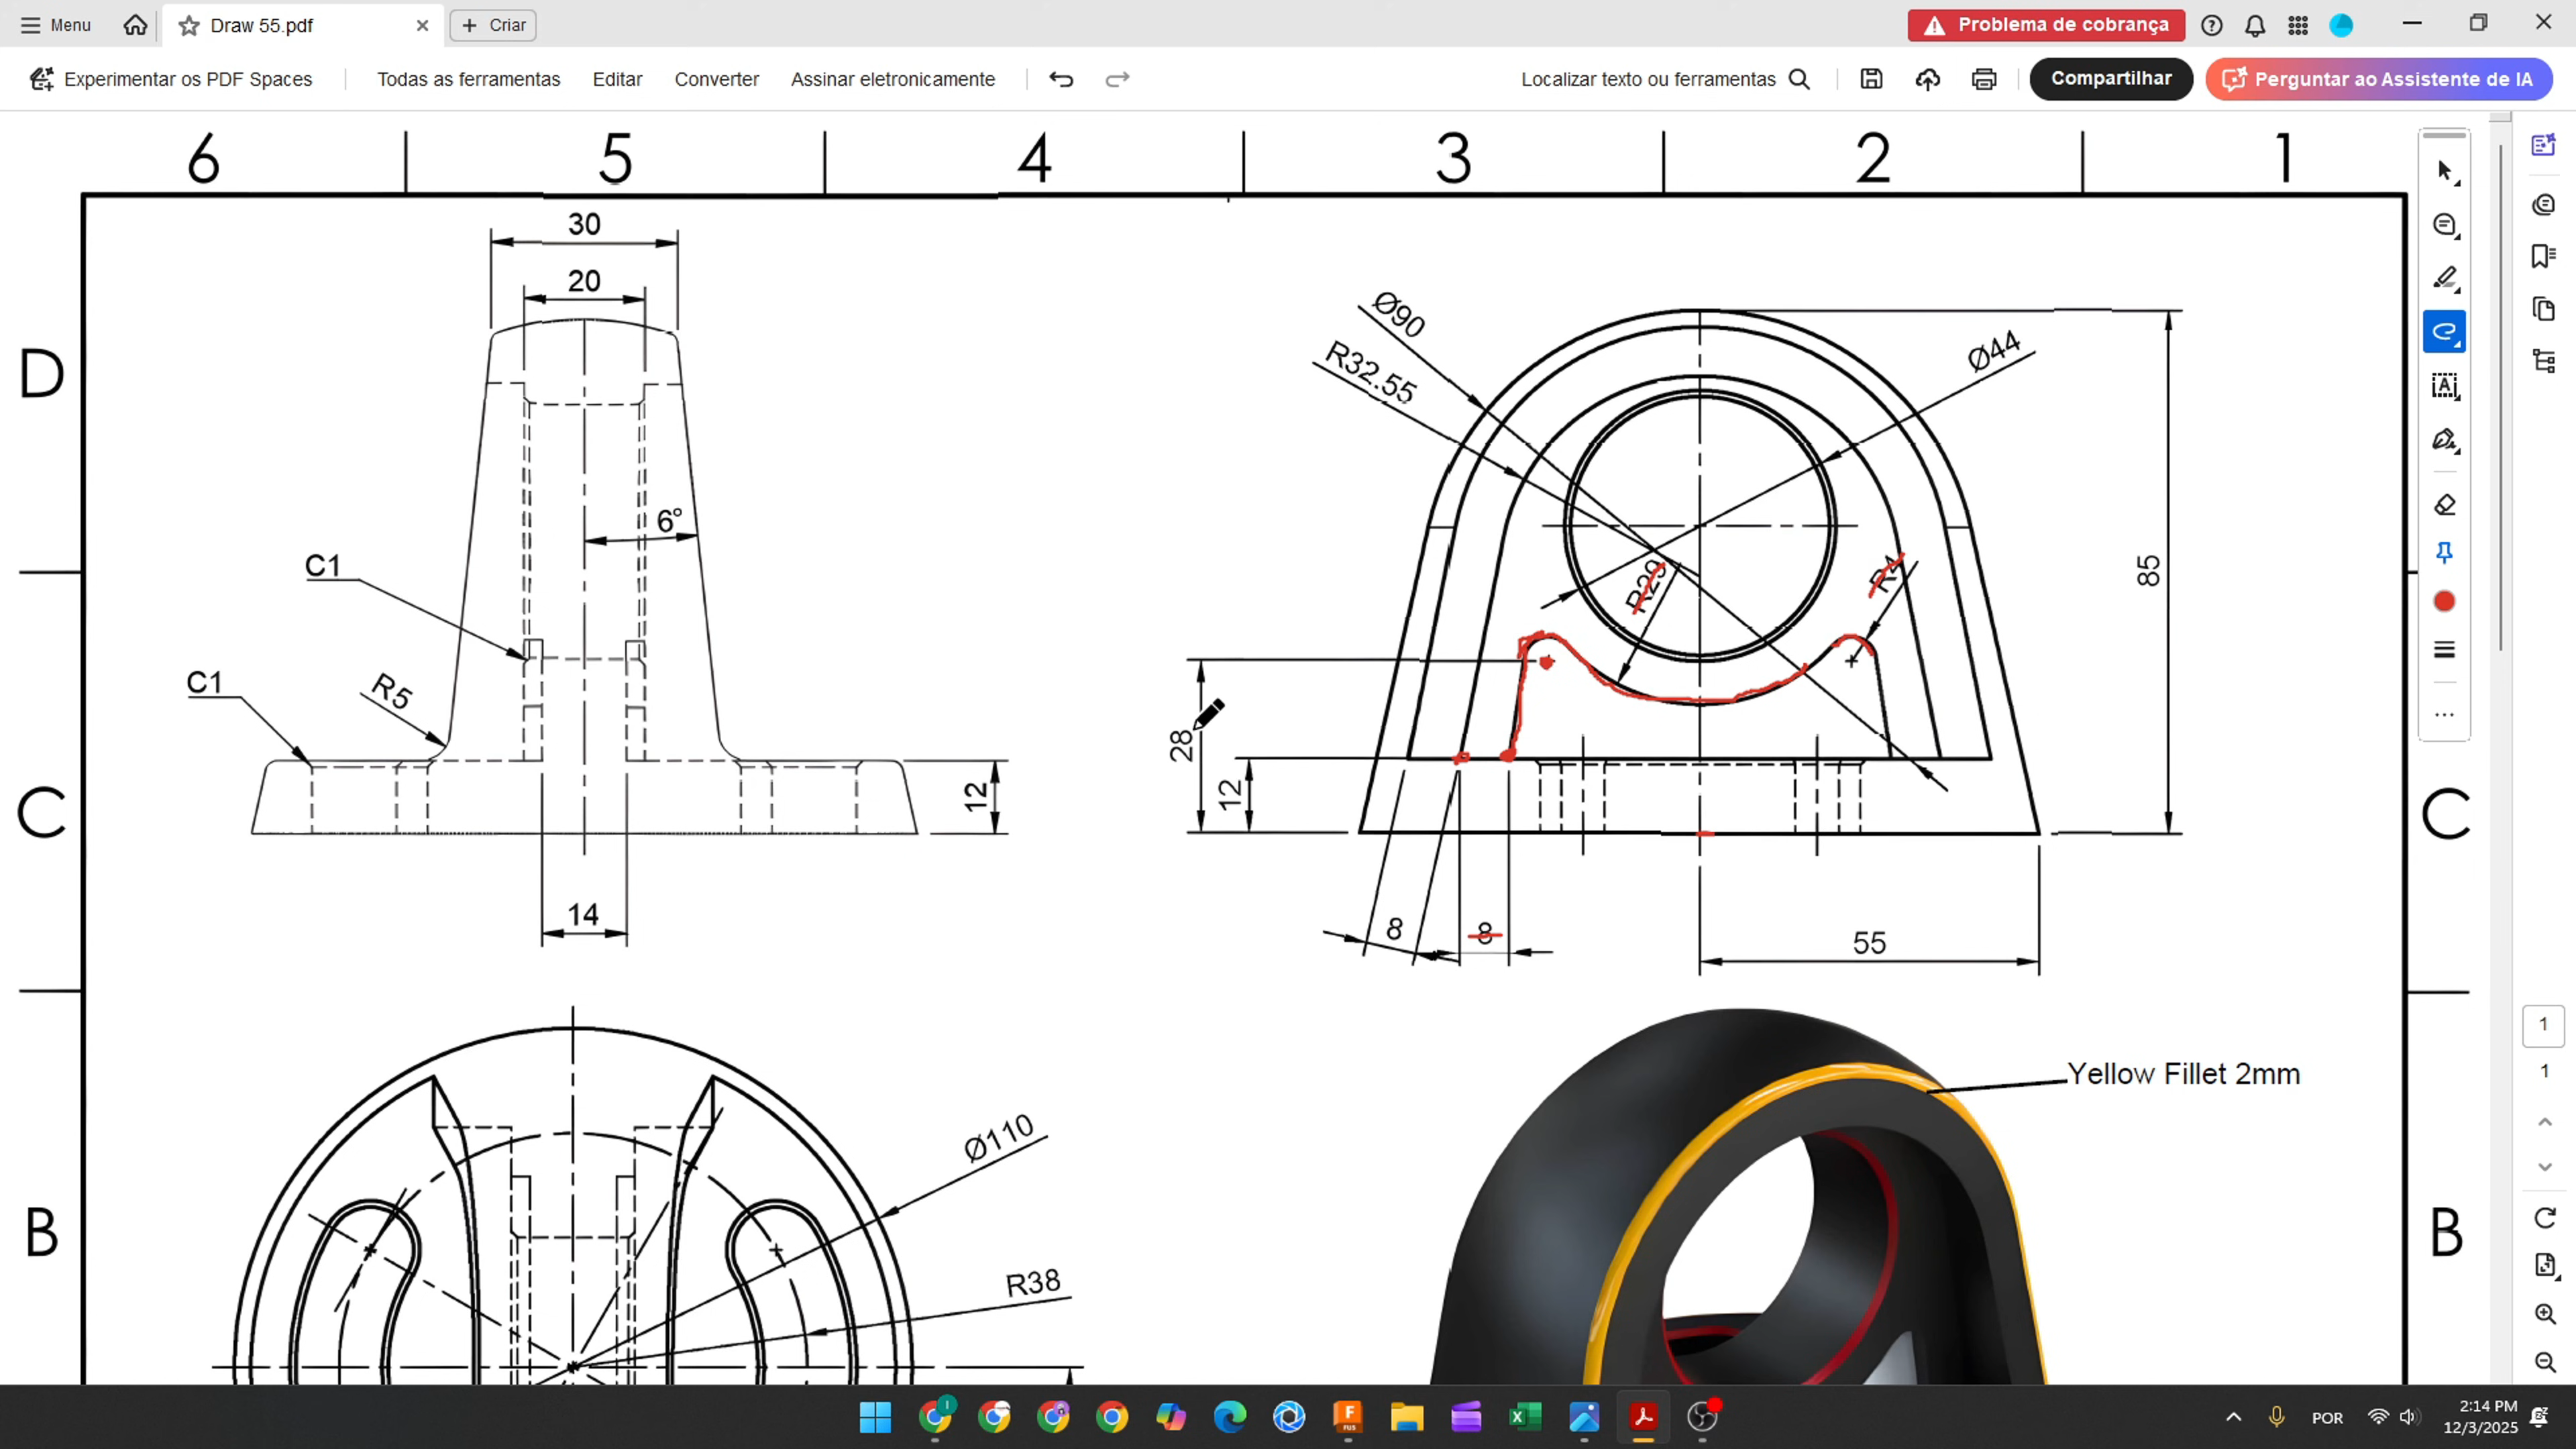 Menu
Draw 55.pdf
Criar
Problema de cobrança
Experimentar os PDF Spaces
Todas as ferramentas
Editar
Converter
Assinar eletronicamente
Localizar texto ou ferramentas
Compartilhar
Perguntar ao Assistente de IA
6 5 4 3 2 1
30
20
Ø90
R32.55
Ø44
D
6°
C1
85
R29
R4
C1
R5
28
12
12
C
C
14
8
8
55
Yellow Fillet 2mm
Ø110
R38
B
B
1
1
POR
2:14 PM
12/3/2025